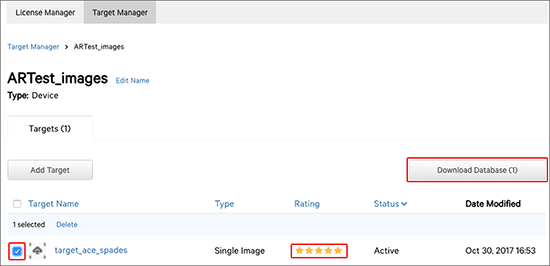 License Manager Target Manager
Target Manager > ARTest_images
ARTest_images Edit Name
Type: Device
Targets (1)
Add Target Download Database (1)
Target Name Type Rating Status Date Modified
1 selected Delete
target_ace_spades Single Image Active Oct 30, 2017 16:53